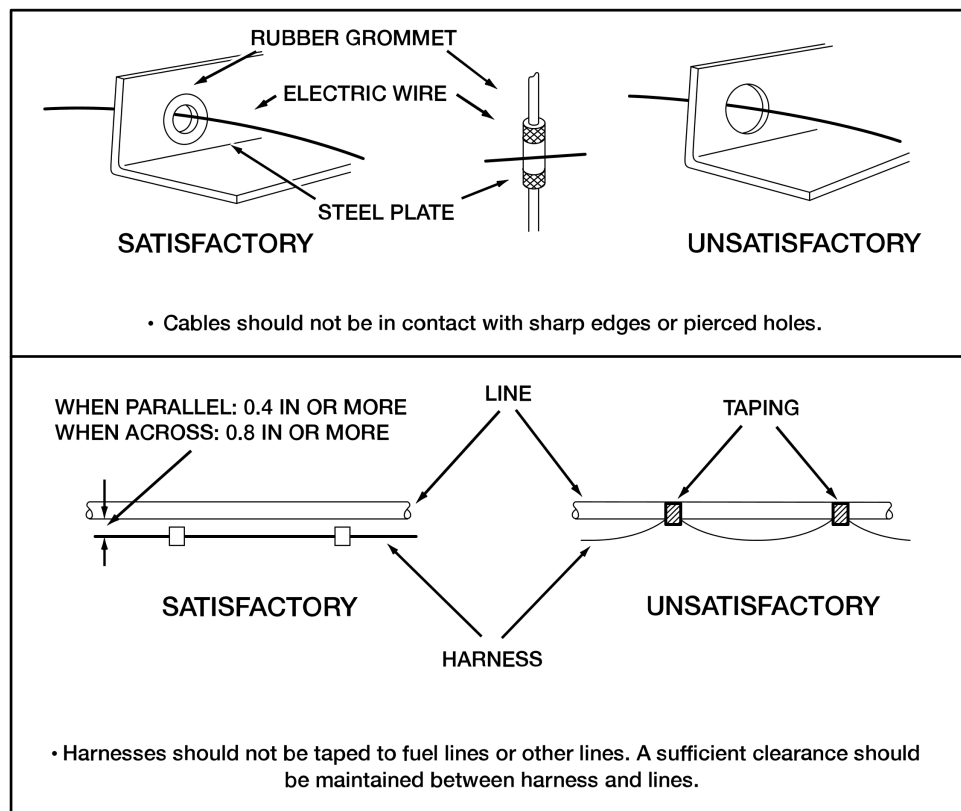 RUBBER GROMMET
ELECTRIC WIRE
STEEL PLATE
SATISFACTORY
UNSATISFACTORY
• Cables should not be in contact with sharp edges or pierced holes.
WHEN PARALLEL: 0.4 IN OR MORE
WHEN ACROSS: 0.8 IN OR MORE
LINE
TAPING
SATISFACTORY
UNSATISFACTORY
HARNESS
• Harnesses should not be taped to fuel lines or other lines. A sufficient clearance should
be maintained between harness and lines.